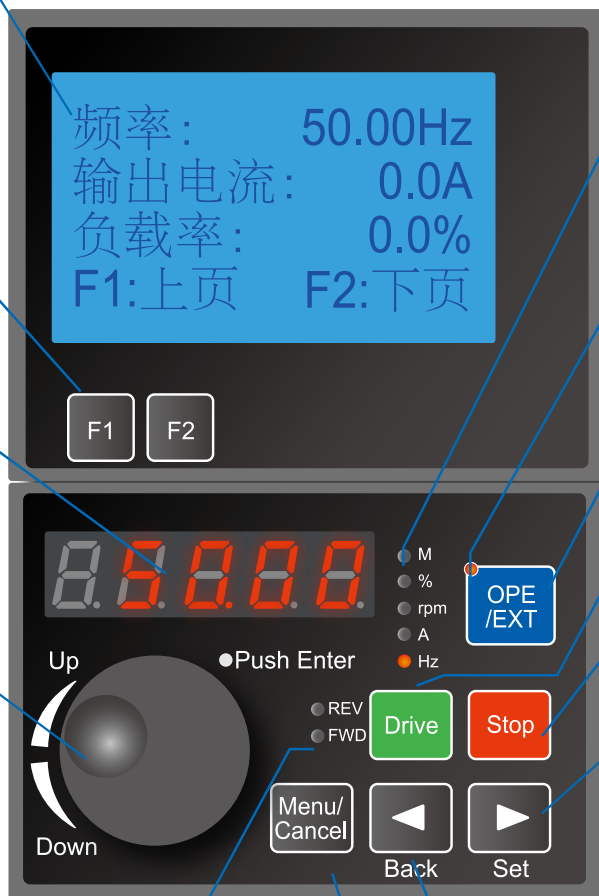 频率: 50.00Hz
输出电流: 0.0A
负载率: 0.0%
F1:上页 F2:下页
F1 F2
50.00
M
%
rpm
A
Hz
OPE
/EXT
Up
Push Enter
REV
FWD
Drive
Stop
Down
Menu/
Cancel
Back
Set